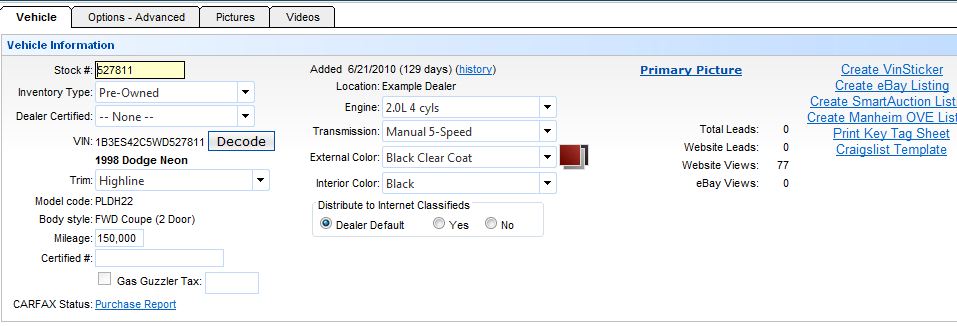 Vehicle
Options - Advanced
Pictures
Videos
Vehicle Information
Stock #: 527811
Inventory Type: Pre-Owned
Dealer Certified: -- None --
VIN: 1B3ES42C5WD527811 Decode
1998 Dodge Neon
Trim: Highline
Model code: PLDH22
Body style: FWD Coupe (2 Door)
Mileage: 150,000
Certified #:
Gas Guzzler Tax:
CARFAX Status: Purchase Report
Added 6/21/2010 (129 days) (history)
Location: Example Dealer
Engine: 2.0L 4 cyls
Transmission: Manual 5-Speed
External Color: Black Clear Coat
Interior Color: Black
Distribute to Internet Classifieds
Dealer Default Yes No
Primary Picture
Total Leads: 0
Website Leads: 0
Website Views: 77
eBay Views: 0
Create VinSticker
Create eBay Listing
Create SmartAuction List
Create Manheim OVE List
Print Key Tag Sheet
Craigslist Template